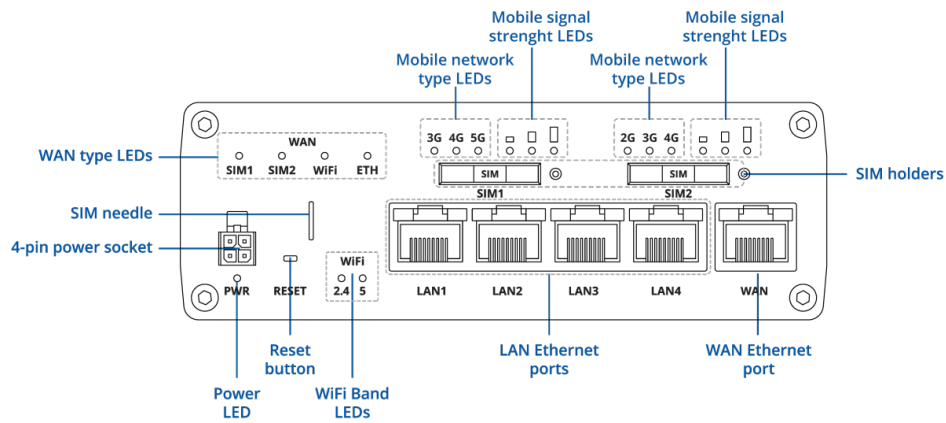 Mobile signal
strenght LEDs
Mobile signal
strenght LEDs
Mobile network
type LEDs
Mobile network
type LEDs
WAN type LEDs
WAN
SIM1 SIM2 WiFi ETH
3G 4G 5G
2G 3G 4G
SIM
SIM1
SIM
SIM2
SIM holders
SIM needle
4-pin power socket
PWR
RESET
WiFi
2.4 5
LAN1 LAN2 LAN3 LAN4 WAN
Reset
button
LAN Ethernet
ports
WAN Ethernet
port
Power
LED
WiFi Band
LEDs